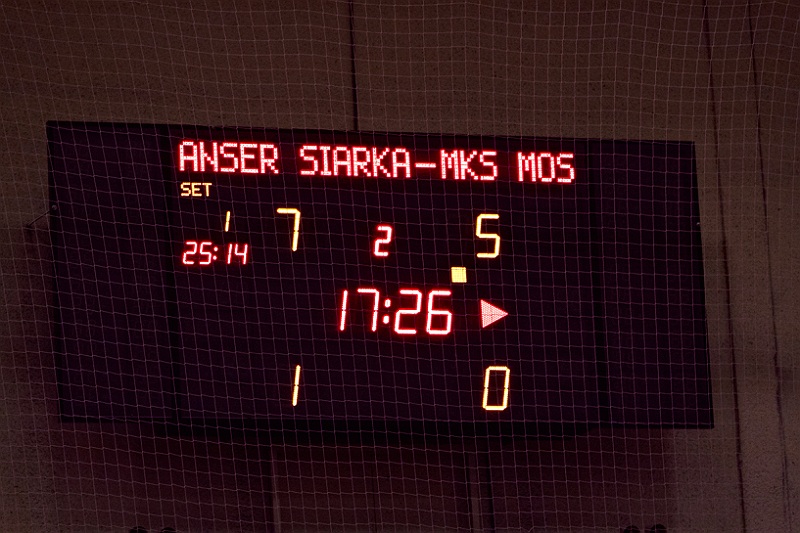 ANSER SIARKA-MKS MOS
SET
1 7 2 5
25:14
17:26
1 0